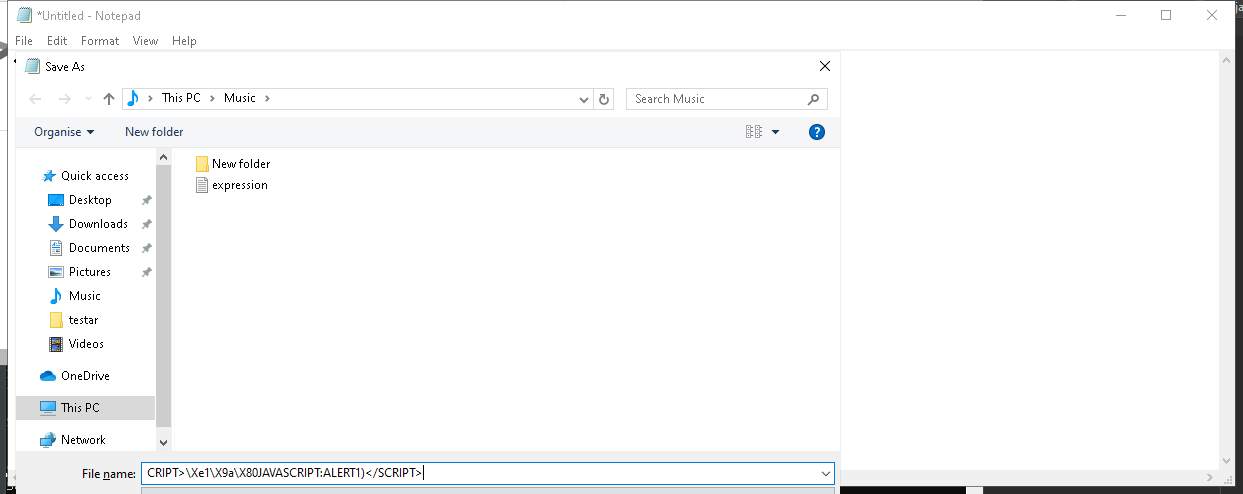 *Untitled - Notepad
File Edit Format View Help
Save As
This PC Music
Search Music
Organise New folder
New folder
expression
Quick access
Desktop
Downloads
Documents
Pictures
Music
testar
Videos
OneDrive
This PC
Network
File name: CRIPT>\Xe1\X9a\X80JAVASCRIPT:ALERT1)</SCRIPT>